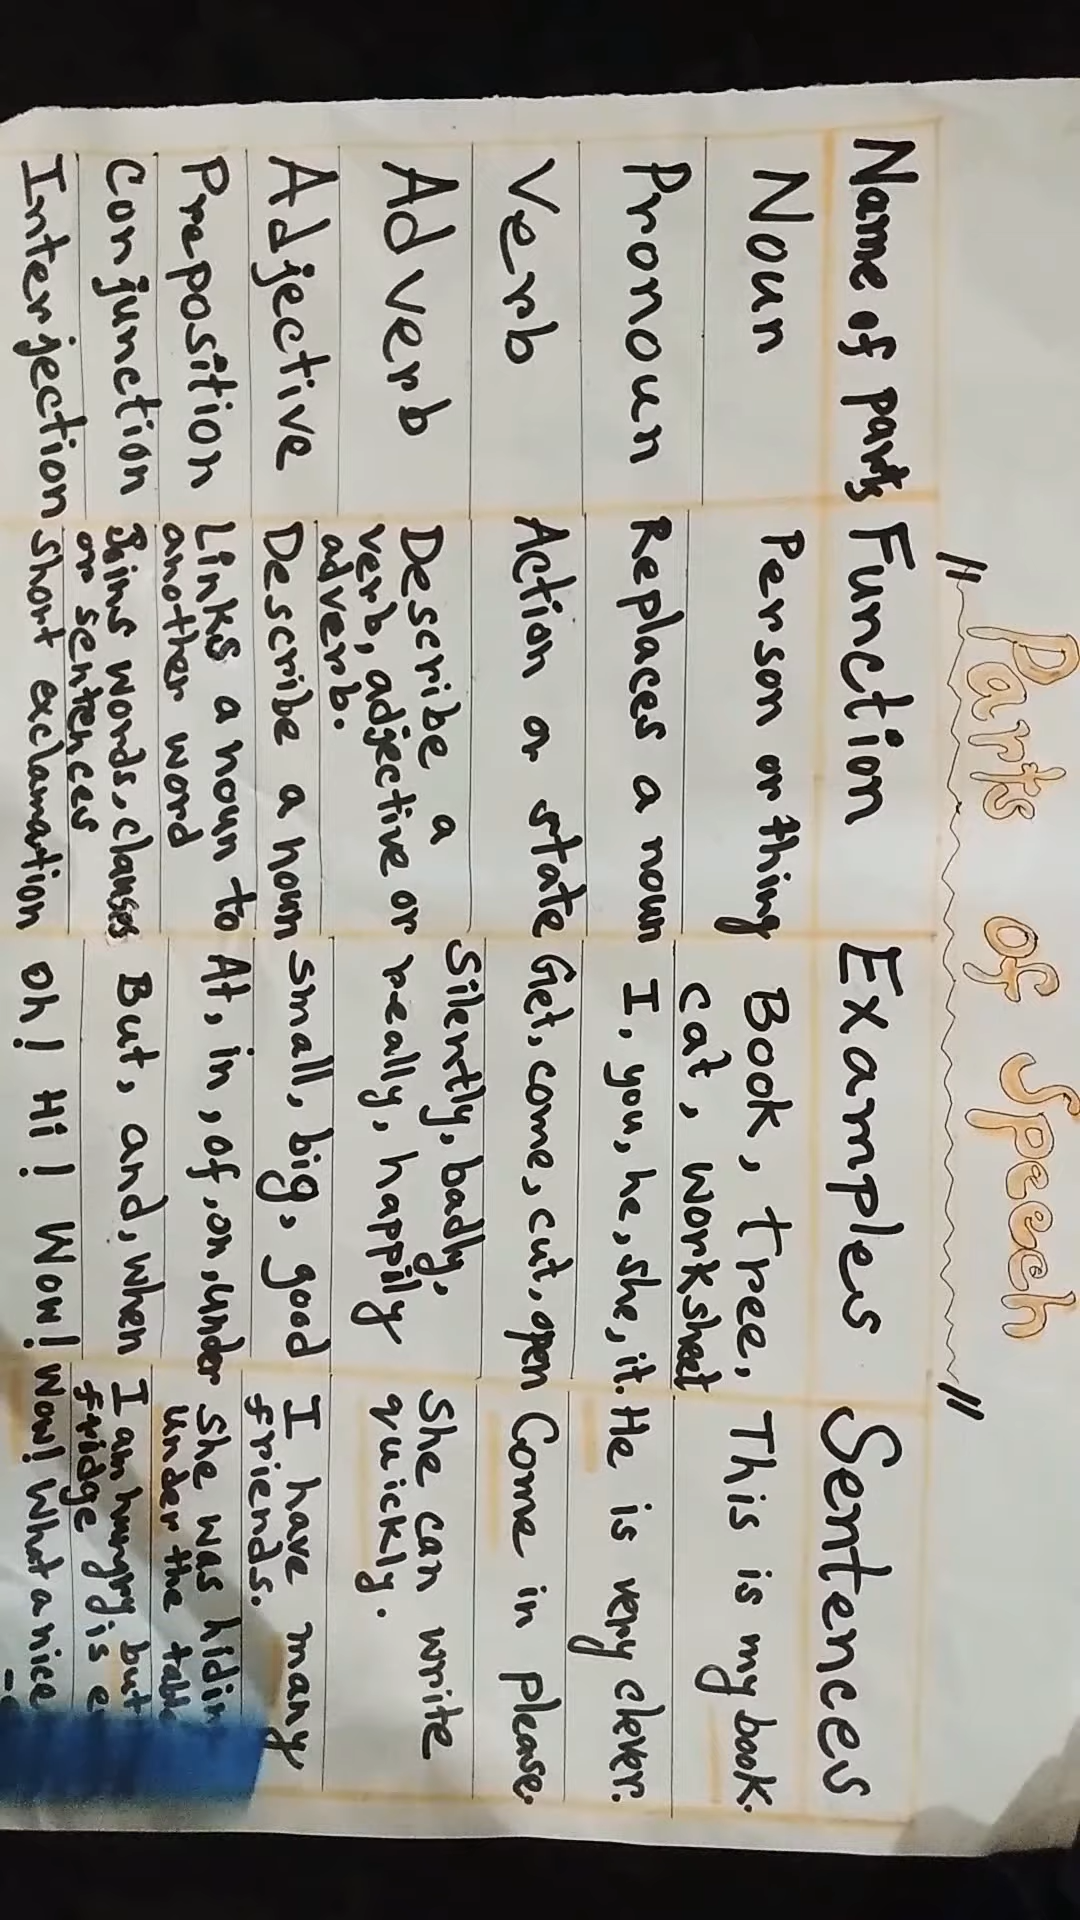 "Parts of Speech"
Name of parts Function Examples Sentences
Noun Person or thing Book, tree,
cat, worksheet This is my book.
Pronoun Replaces a noun I, you, he, she, it. He is very clever.
Verb Action or state Get, come, cut, open Come in please.
Adverb Describe a
verb, adjective or
adverb. Silently, badly,
really, happily She can write
quickly.
Adjective Describe a noun small, big, good I have many
friends.
Preposition Links a noun to
another word At, in, of, on, under She was hidin
under the table
Conjunction Joins words, clauses
or sentences But, and, when I am hungry but
fridge is e
Interjection Short exclamation Oh! Hi! Wow! Wow! What a nice